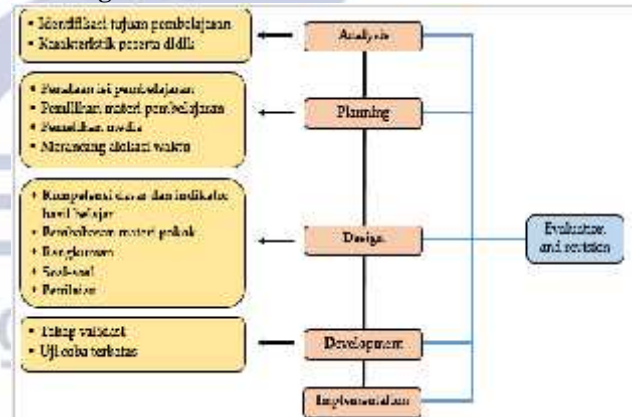 • Identifikasi tujuan pembelajaran
• Karakteristik peserta didik
Analysis
• Penataan isi pembelajaran
• Pemilihan materi pembelajaran
• Pemilihan media
• Merancang alokasi waktu
Planning
• Kompetensi dasar dan indikator
hasil belajar
• Pembahasan materi pokok
• Rangkuman
• Soal-soal
• Penilaian
Design
Evaluation
and revision
• Tahap validasi
• Uji coba terbatas
Development
Implementation